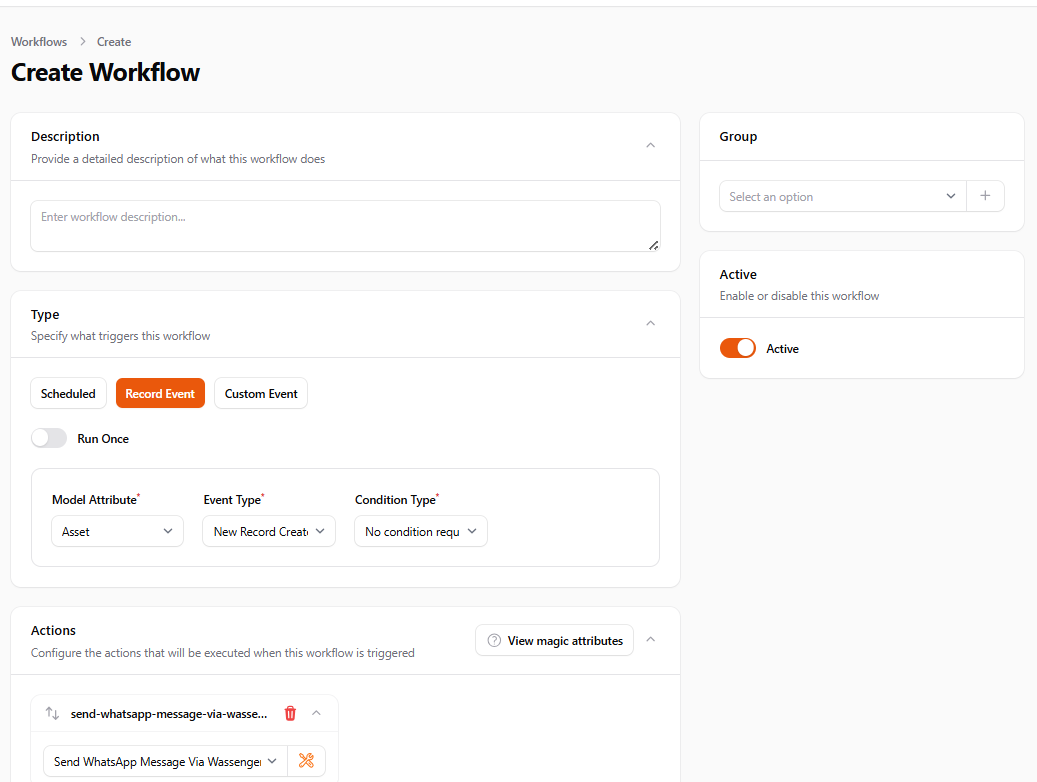 Workflows > Create
Create Workflow
Description
Provide a detailed description of what this workflow does
Enter workflow description...
Group
Select an option
Active
Enable or disable this workflow
Active
Type
Specify what triggers this workflow
Scheduled Record Event Custom Event
Run Once
Model Attribute* Event Type* Condition Type*
Asset New Record Creat No condition requ
Actions
Configure the actions that will be executed when this workflow is triggered
View magic attributes
send-whatsapp-message-via-wasse...
Send WhatsApp Message Via Wassenger